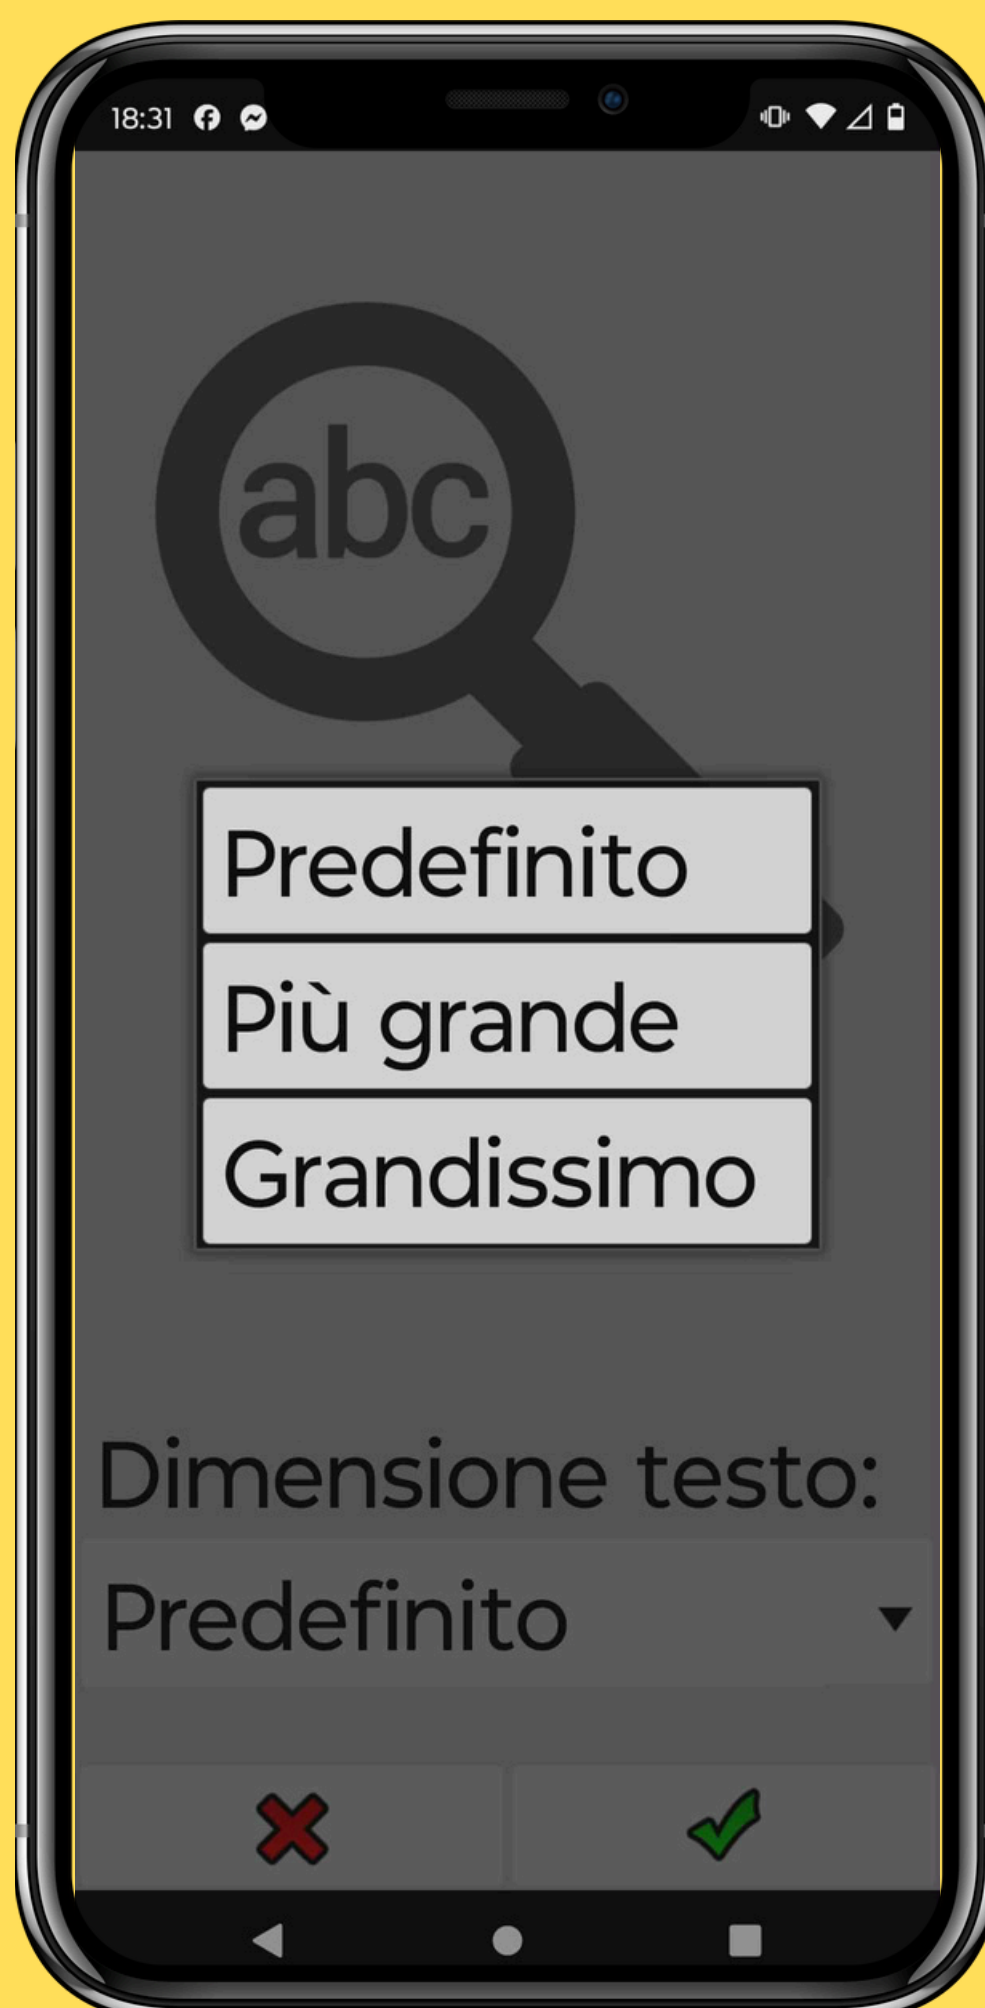 18:31
abc
Predefinito
Più grande
Grandissimo
Dimensione testo:
Predefinito